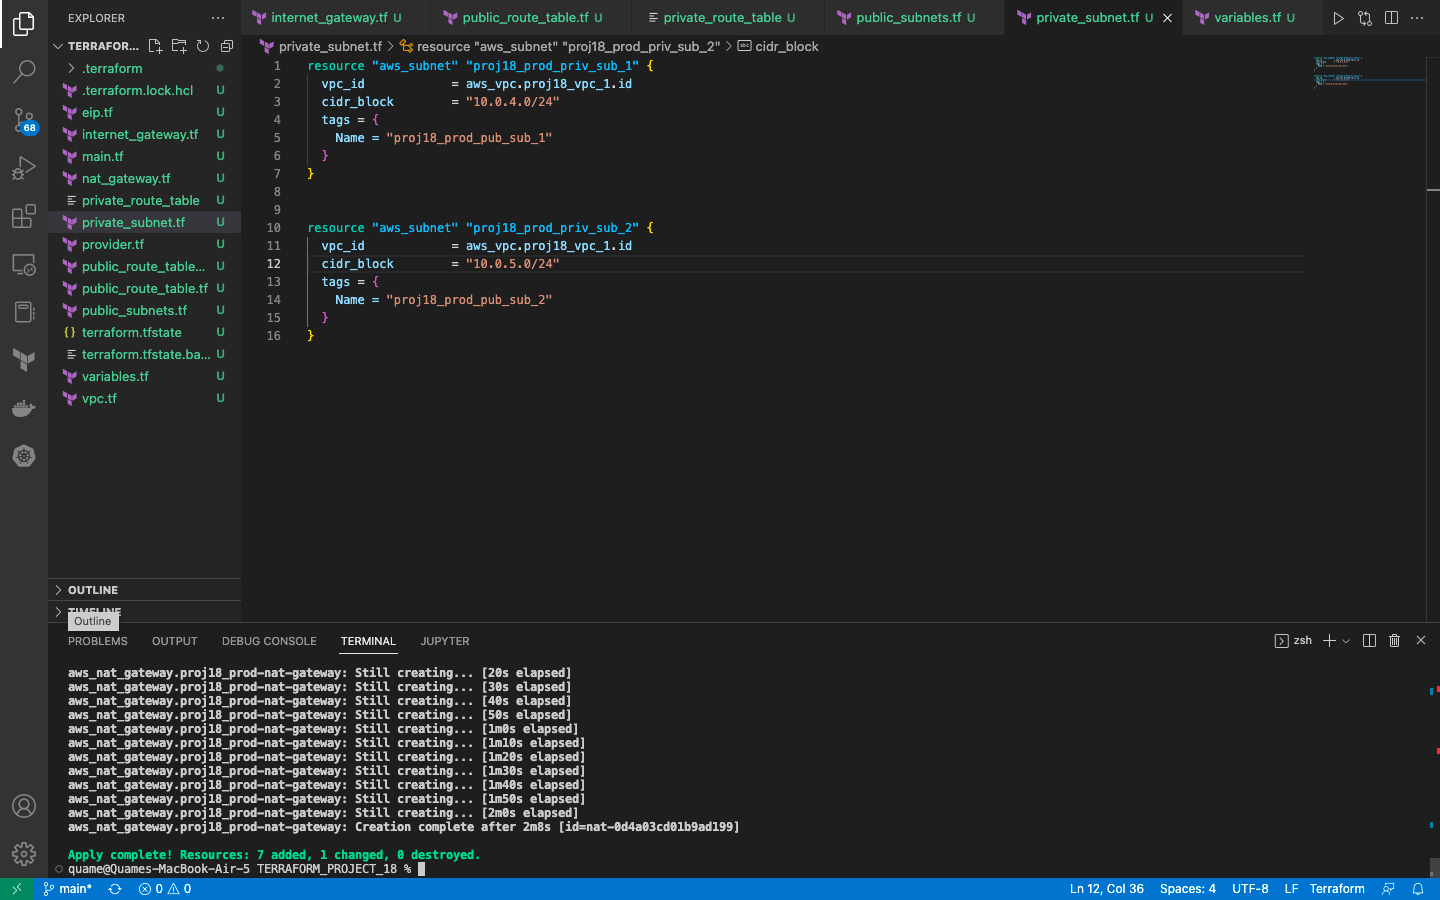 EXPLORER
TERRAFOR...
.terraform
.terraform.lock.hcl U
eip.tf U
internet_gateway.tf U
main.tf U
nat_gateway.tf U
private_route_table U
private_subnet.tf U
provider.tf U
public_route_table... U
public_route_table.tf U
public_subnets.tf U
terraform.tfstate U
terraform.tfstate.ba... U
variables.tf U
vpc.tf U
68
OUTLINE
TIMELINE
Outline
internet_gateway.tf U
public_route_table.tf U
private_route_table U
public_subnets.tf U
private_subnet.tf U
variables.tf U
private_subnet.tf > resource "aws_subnet" "proj18_prod_priv_sub_2" > cidr_block
1 resource "aws_subnet" "proj18_prod_priv_sub_1" {
2 vpc_id = aws_vpc.proj18_vpc_1.id
3 cidr_block = "10.0.4.0/24"
4 tags = {
5 Name = "proj18_prod_pub_sub_1"
6 }
7 }
8
9
10 resource "aws_subnet" "proj18_prod_priv_sub_2" {
11 vpc_id = aws_vpc.proj18_vpc_1.id
12 cidr_block = "10.0.5.0/24"
13 tags = {
14 Name = "proj18_prod_pub_sub_2"
15 }
16 }
PROBLEMS OUTPUT DEBUG CONSOLE TERMINAL JUPYTER
zsh
aws_nat_gateway.proj18_prod-nat-gateway: Still creating... [20s elapsed]
aws_nat_gateway.proj18_prod-nat-gateway: Still creating... [30s elapsed]
aws_nat_gateway.proj18_prod-nat-gateway: Still creating... [40s elapsed]
aws_nat_gateway.proj18_prod-nat-gateway: Still creating... [50s elapsed]
aws_nat_gateway.proj18_prod-nat-gateway: Still creating... [1m0s elapsed]
aws_nat_gateway.proj18_prod-nat-gateway: Still creating... [1m10s elapsed]
aws_nat_gateway.proj18_prod-nat-gateway: Still creating... [1m20s elapsed]
aws_nat_gateway.proj18_prod-nat-gateway: Still creating... [1m30s elapsed]
aws_nat_gateway.proj18_prod-nat-gateway: Still creating... [1m40s elapsed]
aws_nat_gateway.proj18_prod-nat-gateway: Still creating... [1m50s elapsed]
aws_nat_gateway.proj18_prod-nat-gateway: Still creating... [2m0s elapsed]
aws_nat_gateway.proj18_prod-nat-gateway: Creation complete after 2m8s [id=nat-0d4a03cd01b9ad199]
Apply complete! Resources: 7 added, 1 changed, 0 destroyed.
quame@Quames-MacBook-Air-5 TERRAFORM_PROJECT_18 %
main* 0 0 Ln 12, Col 36 Spaces: 4 UTF-8 LF Terraform